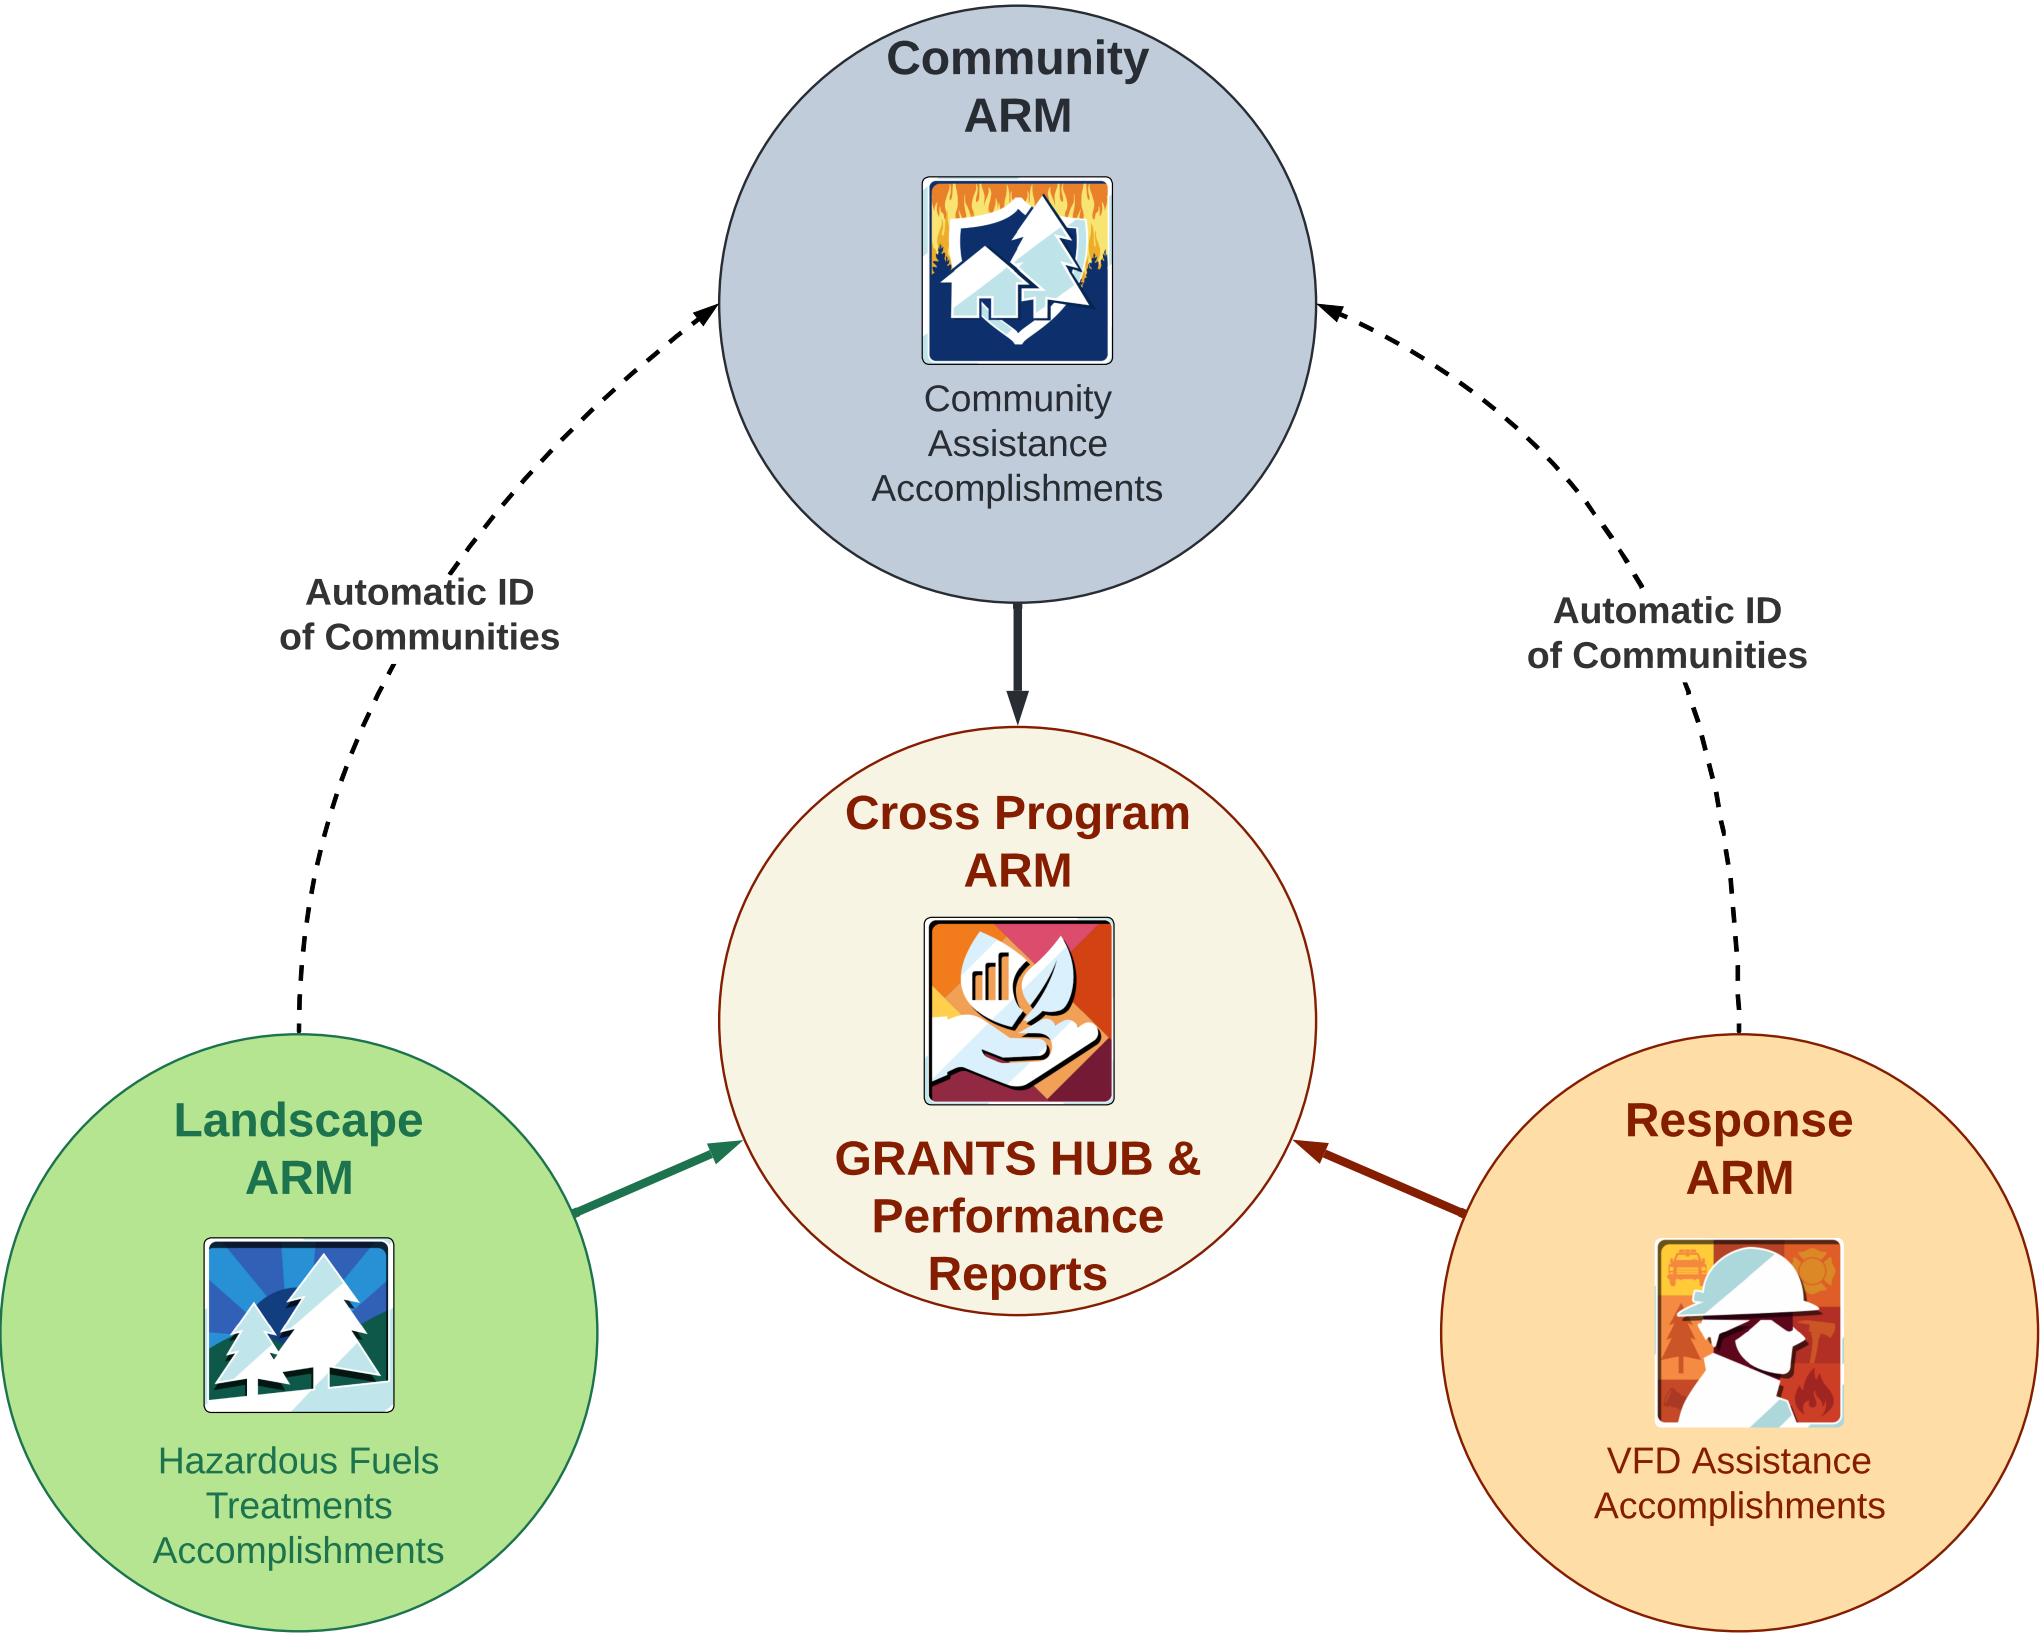 Community
ARM
Community
Assistance
Accomplishments
Automatic ID
of Communities
Automatic ID
of Communities
Cross Program
ARM
GRANTS HUB &
Performance
Reports
Landscape
ARM
Hazardous Fuels
Treatments
Accomplishments
Response
ARM
VFD Assistance
Accomplishments